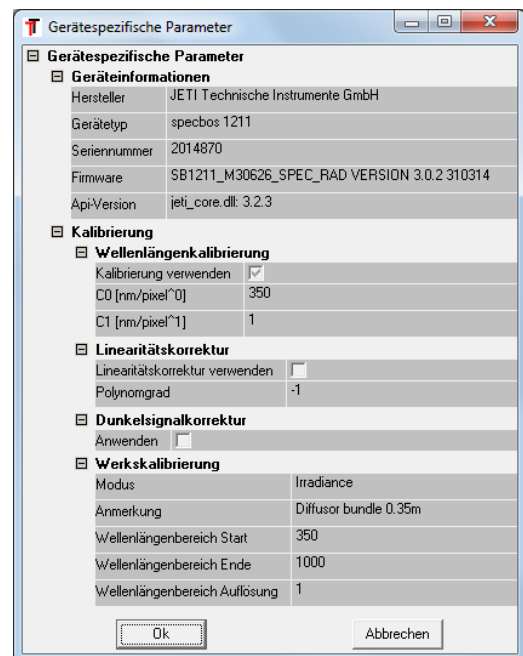 Gerätespezifische Parameter
Gerätespezifische Parameter
Geräteinformationen
Hersteller JETI Technische Instrumente GmbH
Gerätetyp specbos 1211
Seriennummer 2014870
Firmware SB1211_M30626_SPEC_RAD VERSION 3.0.2 310314
Api-Version jeti_core.dll: 3.2.3
Kalibrierung
Wellenlängenkalibrierung
Kalibrierung verwenden
C0 [nm/pixel^0] 350
C1 [nm/pixel^1] 1
Linearitätskorrektur
Linearitätskorrektur verwenden
Polynomgrad -1
Dunkelsignalkorrektur
Anwenden
Werkskalibrierung
Modus Irradiance
Anmerkung Diffusor bundle 0.35m
Wellenlängenbereich Start 350
Wellenlängenbereich Ende 1000
Wellenlängenbereich Auflösung 1
Ok Abbrechen